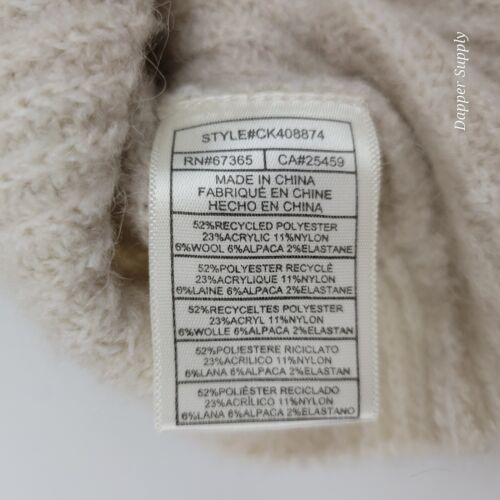 Dapper Supply
STYLE#CK408874
RN#67365 CA#25459
MADE IN CHINA
FABRIQUÉ EN CHINE
HECHO EN CHINA
52%RECYCLED POLYESTER
23%ACRYLIC 11%NYLON
6%WOOL 6%ALPACA 2%ELASTANE
52%POLYESTER RECYCLÉ
23%ACRYLIQUE 11%NYLON
6%LAINE 6%ALPACA 2%ELASTANE
52%RECYCELTES POLYESTER
23%ACRYL 11%NYLON
6%WOLLE 6%ALPACA 2%ELASTAN
52%POLIESTERE RICICLATO
23%ACRILICO 11%NYLON
6%LANA 6%ALPACA 2%ELASTAN
52%POLIÉSTER RECICLADO
23%ACRÍLICO 11%NYLON
6%LANA 6%ALPACA 2%ELASTANO